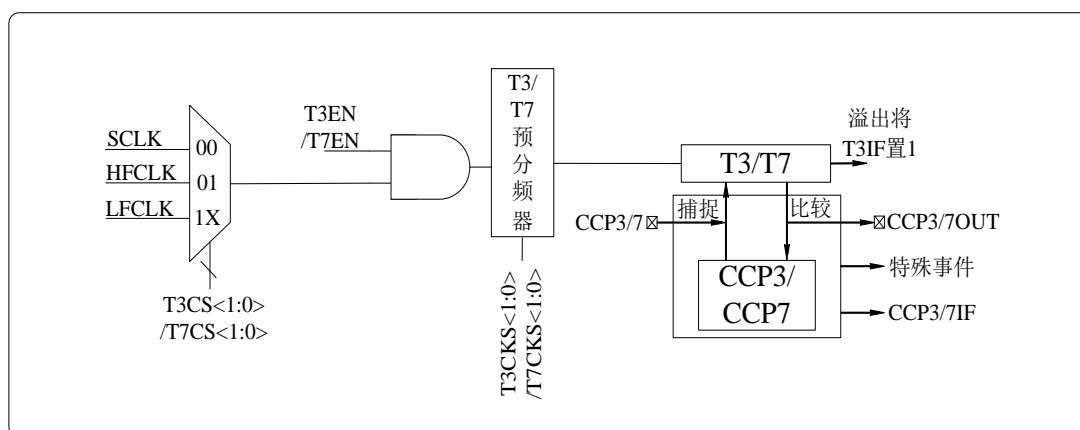 SCLK
HFCLK
LFCLK
00
01
1X
T3CS<1:0>
/T7CS<1:0>
T3EN
/T7EN
T3/
T7
预
分
频
器
T3CKS<1:0>
/T7CKS<1:0>
T3/T7
溢出将
T3IF置1
CCP3/7
捕捉
比较
CCP3/7OUT
CCP3/
CCP7
特殊事件
CCP3/7IF